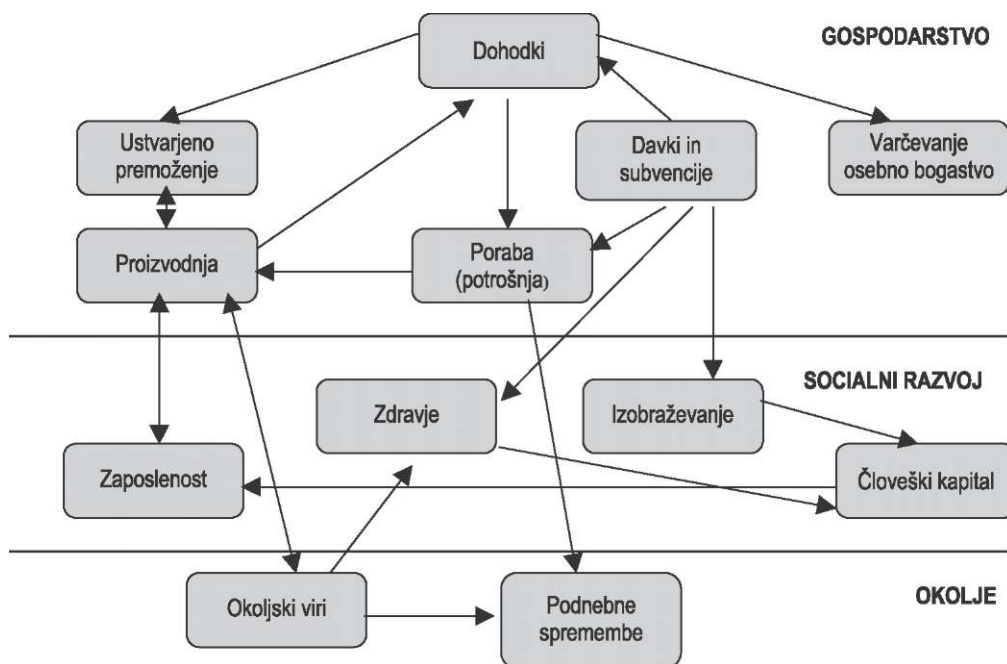 GOSPODARSTVO
Dohodki
Ustvarjeno
premoženje
Davki in
subvencije
Varčevanje
osebno bogastvo
Proizvodnja
Poraba
(potrošnja)
SOCIALNI RAZVOJ
Zdravje
Izobraževanje
Zaposlenost
Človeški kapital
OKOLJE
Okoljski viri
Podnebne
spremembe